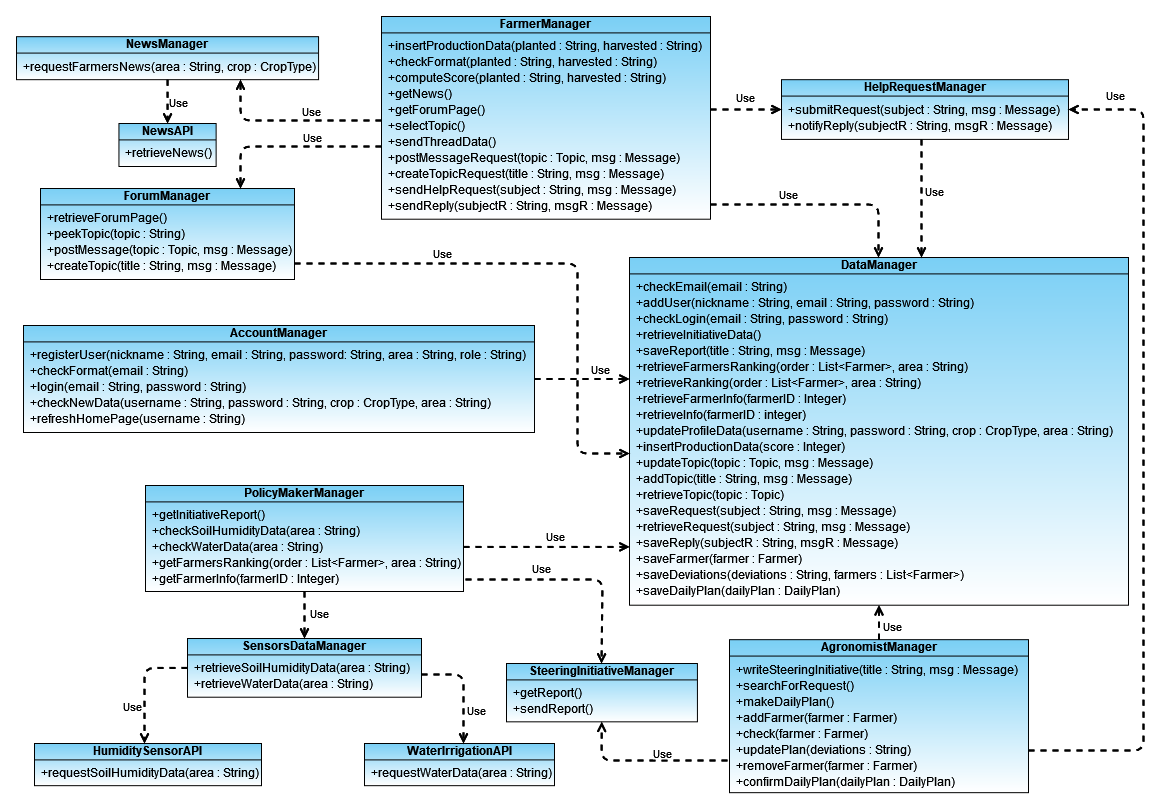 NewsManager
+requestFarmersNews(area : String, crop : CropType)
Use
NewsAPI
+retrieveNews()
FarmerManager
+insertProductionData(planted : String, harvested : String)
+checkFormat(planted : String, harvested : String)
+computeScore(planted : String, harvested : String)
+getNews()
+getForumPage()
+selectTopic()
+sendThreadData()
+postMessageRequest(topic : Topic, msg : Message)
+createTopicRequest(title : String, msg : Message)
+sendHelpRequest(subject : String, msg : Message)
+sendReply(subjectR : String, msgR : Message)
Use
Use
Use
Use
HelpRequestManager
+submitRequest(subject : String, msg : Message)
+notifyReply(subjectR : String, msgR : Message)
Use
Use
ForumManager
+retrieveForumPage()
+peekTopic(topic : String)
+postMessage(topic : Topic, msg : Message)
+createTopic(title : String, msg : Message)
Use
AccountManager
+registerUser(nickname : String, email : String, password: String, area : String, role : String)
+checkFormat(email : String)
+login(email : String, password : String)
+checkNewData(username : String, password : String, crop : CropType, area : String)
+refreshHomePage(username : String)
Use
DataManager
+checkEmail(email : String)
+addUser(nickname : String, email : String, password : String)
+checkLogin(email : String, password : String)
+retrieveInitiativeData()
+saveReport(title : String, msg : Message)
+retrieveFarmersRanking(order : List<Farmer>, area : String)
+retrieveRanking(order : List<Farmer>, area : String)
+retrieveFarmerInfo(farmerID : Integer)
+retrieveInfo(farmerID : integer)
+updateProfileData(username : String, password : String, crop : CropType, area : String)
+insertProductionData(score : Integer)
+updateTopic(topic : Topic, msg : Message)
+addTopic(title : String, msg : Message)
+retrieveTopic(topic : Topic)
+saveRequest(subject : String, msg : Message)
+retrieveRequest(subject : String, msg : Message)
+saveReply(subjectR : String, msgR : Message)
+saveFarmer(farmer : Farmer)
+saveDeviations(deviations : String, farmers : List<Farmer>)
+saveDailyPlan(dailyPlan : DailyPlan)
PolicyMakerManager
+getInitiativeReport()
+checkSoilHumidityData(area : String)
+checkWaterData(area : String)
+getFarmersRanking(order : List<Farmer>, area : String)
+getFarmerInfo(farmerID : Integer)
Use
Use
Use
SensorsDataManager
+retrieveSoilHumidityData(area : String)
+retrieveWaterData(area : String)
Use
Use
HumiditySensorAPI
+requestSoilHumidityData(area : String)
WaterIrrigationAPI
+requestWaterData(area : String)
SteeringInitiativeManager
+getReport()
+sendReport()
Use
Use
AgronomistManager
+writeSteeringInitiative(title : String, msg : Message)
+searchForRequest()
+makeDailyPlan()
+addFarmer(farmer : Farmer)
+check(farmer : Farmer)
+updatePlan(deviations : String)
+removeFarmer(farmer : Farmer)
+confirmDailyPlan(dailyPlan : DailyPlan)